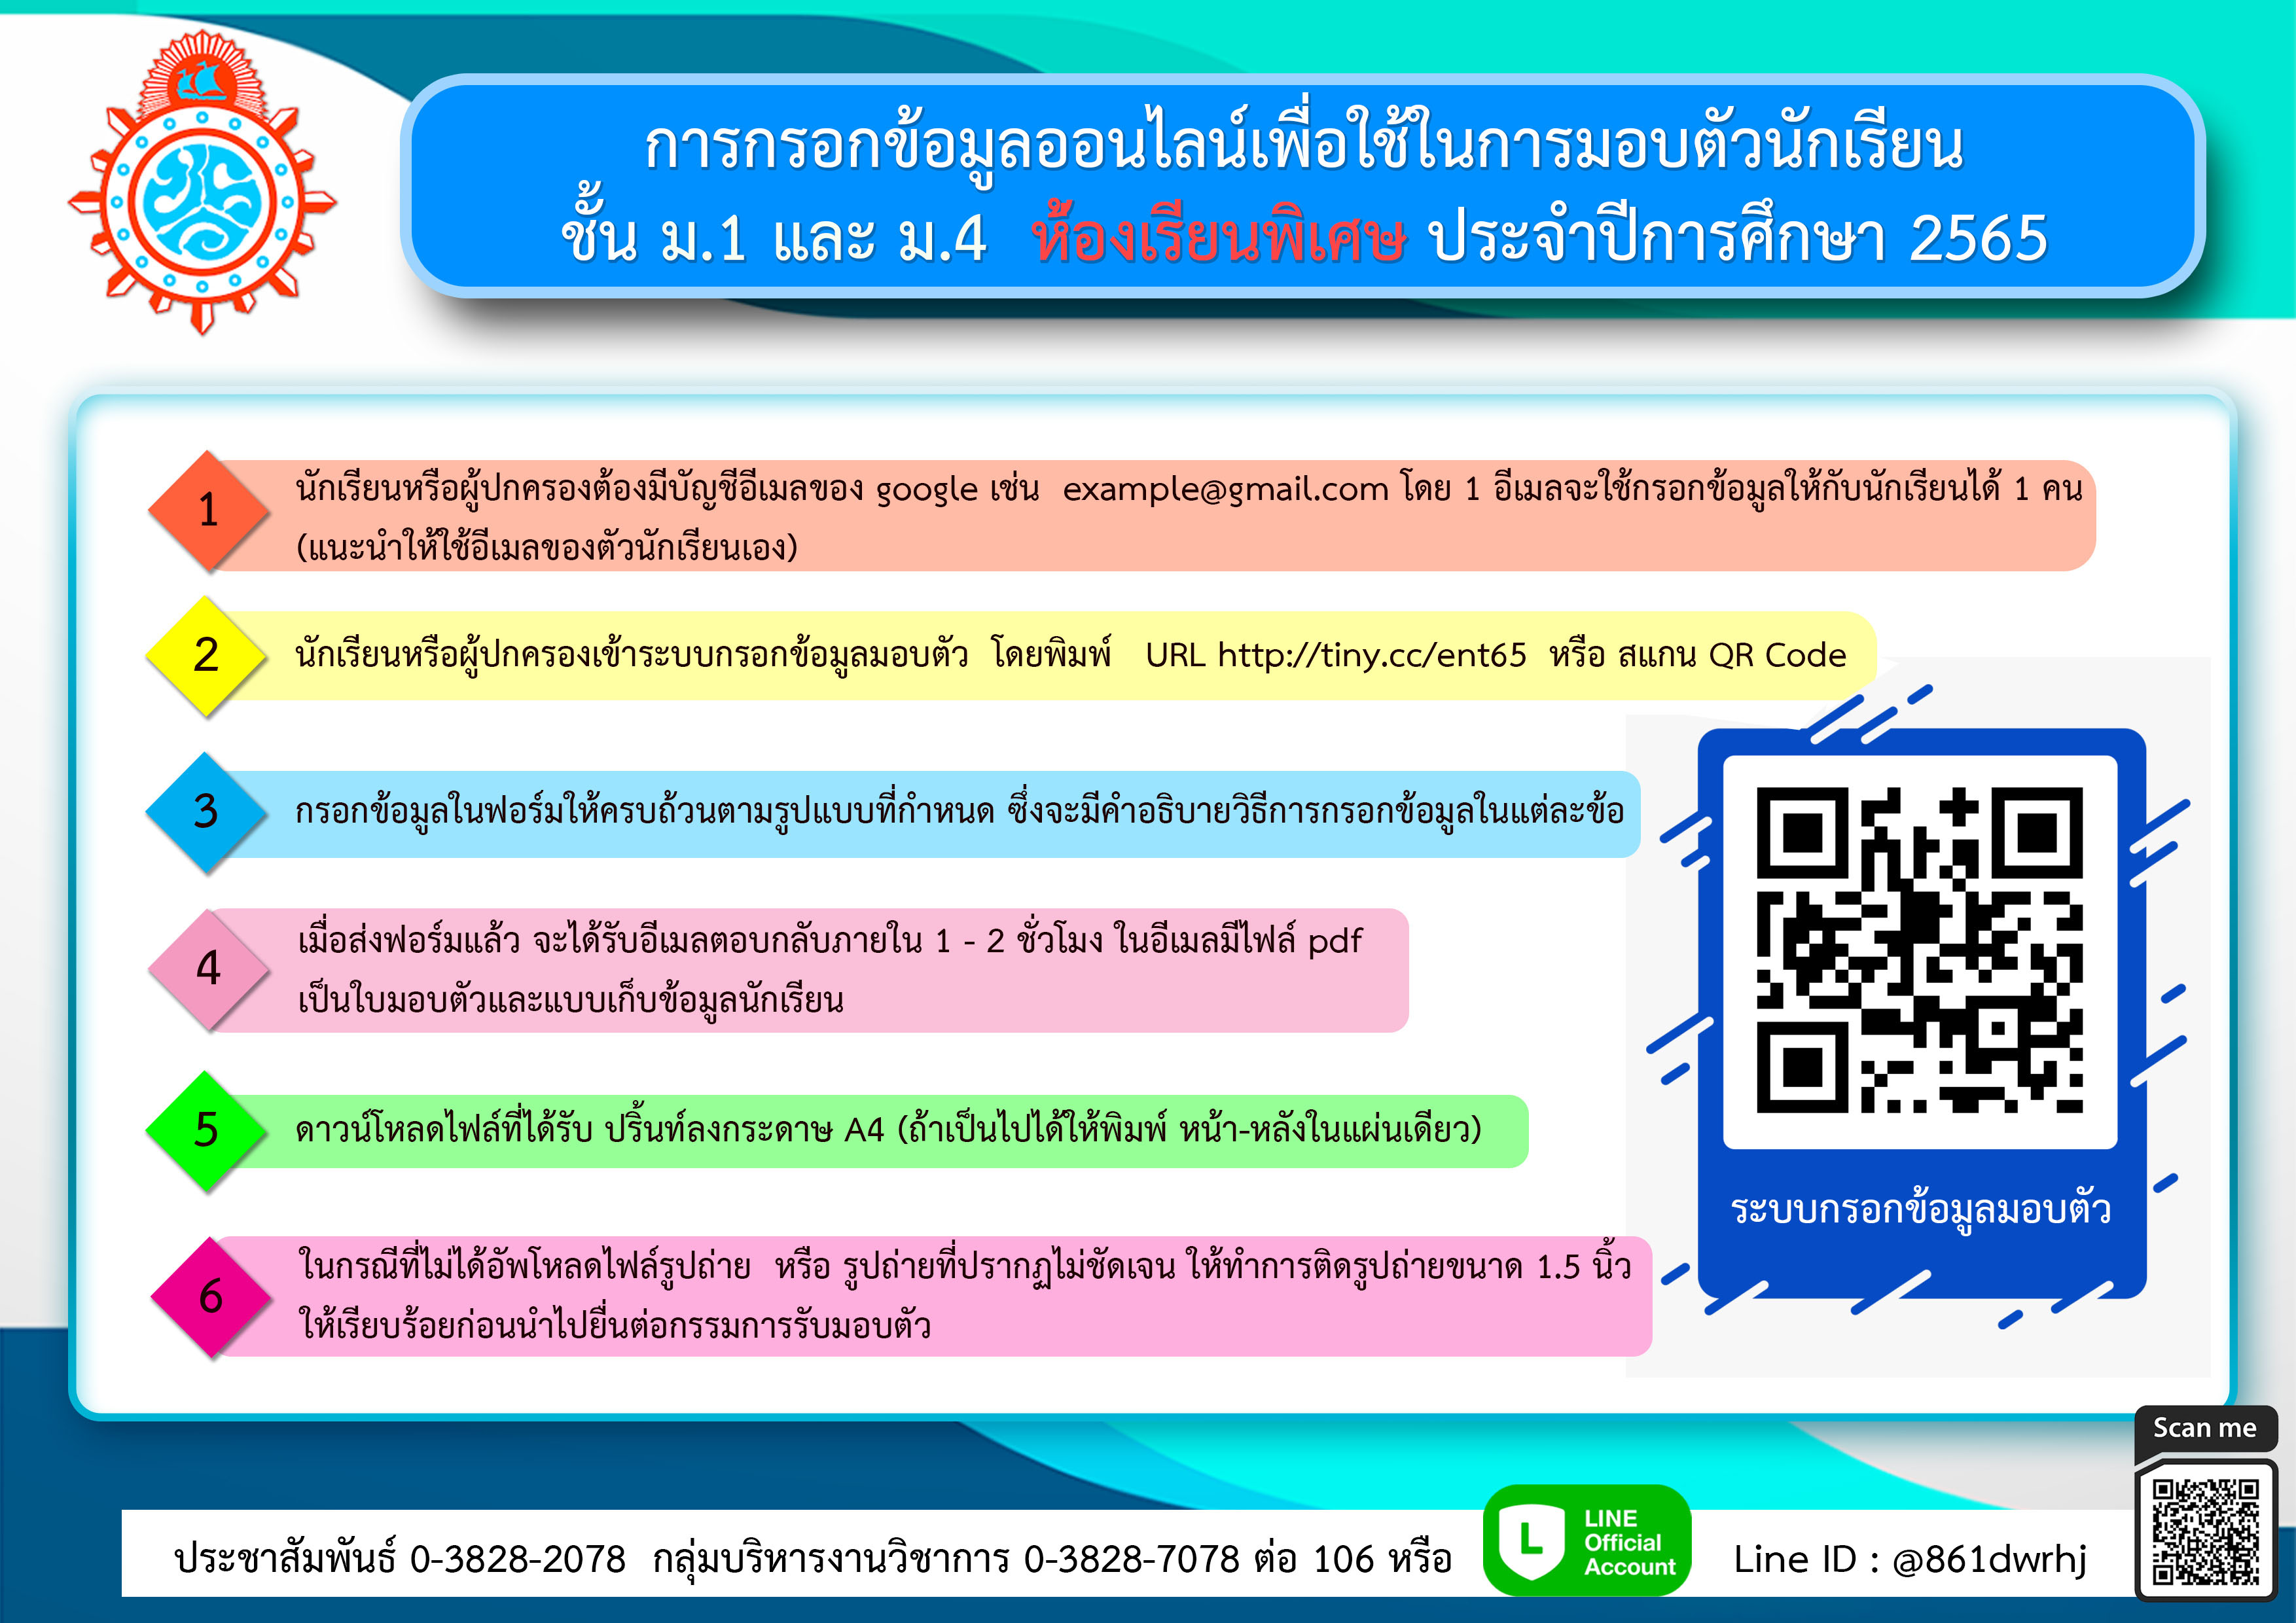 การกรอกข้อมูลออนไลน์เพื่อใช้ในการมอบตัวนักเรียน
ชั้น ม.1 และ ม.4 ห้องเรียนพิเศษ ประจำปีการศึกษา 2565
1
นักเรียนหรือผู้ปกครองต้องมีบัญชีอีเมลของ google เช่น example@gmail.com โดย 1 อีเมลจะใช้กรอกข้อมูลให้กับนักเรียนได้ 1 คน
(แนะนำให้ใช้อีเมลของตัวนักเรียนเอง)
2
นักเรียนหรือผู้ปกครองเข้าระบบกรอกข้อมูลมอบตัว โดยพิมพ์ URL http://tiny.cc/ent65 หรือ สแกน QR Code
3
กรอกข้อมูลในฟอร์มให้ครบถ้วนตามรูปแบบที่กำหนด ซึ่งจะมีคำอธิบายวิธีการกรอกข้อมูลในแต่ละข้อ
4
เมื่อส่งฟอร์มแล้ว จะได้รับอีเมลตอบกลับภายใน 1 - 2 ชั่วโมง ในอีเมลมีไฟล์ pdf
เป็นใบมอบตัวและแบบเก็บข้อมูลนักเรียน
5
ดาวน์โหลดไฟล์ที่ได้รับ ปริ้นท์ลงกระดาษ A4 (ถ้าเป็นไปได้ให้พิมพ์ หน้า-หลังในแผ่นเดียว)
6
ในกรณีที่ไม่ได้อัพโหลดไฟล์รูปถ่าย หรือ รูปถ่ายที่ปรากฏไม่ชัดเจน ให้ทำการติดรูปถ่ายขนาด 1.5 นิ้ว
ให้เรียบร้อยก่อนนำไปยื่นต่อกรรมการรับมอบตัว
ระบบกรอกข้อมูลมอบตัว
Scan me
ประชาสัมพันธ์ 0-3828-2078 กลุ่มบริหารงานวิชาการ 0-3828-7078 ต่อ 106 หรือ
L
LINE
Official
Account
Line ID : @861dwrhj